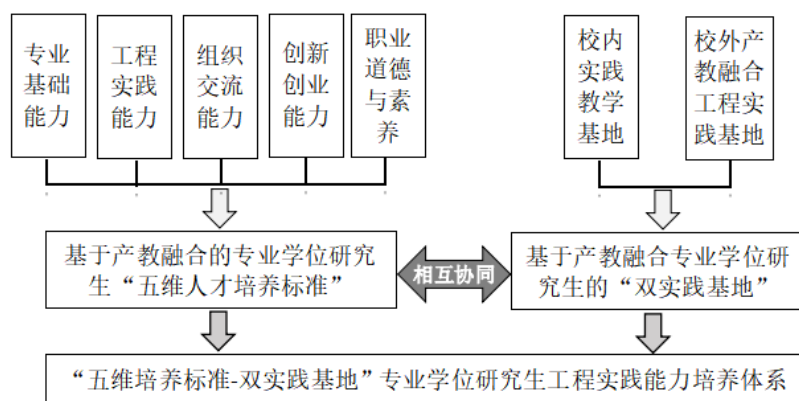 专业
基础
能力
工程
实践
能力
组织
交流
能力
创新
创业
能力
职业
道德
与素
养
校内
实践
教学
基地
校外产
教融合
工程实
践基地
基于产教融合的专业学位研究
生“五维人才培养标准”
相互协同
基于产教融合专业学位研
究生的“双实践基地”
“五维培养标准-双实践基地”专业学位研究生工程实践能力培养体系